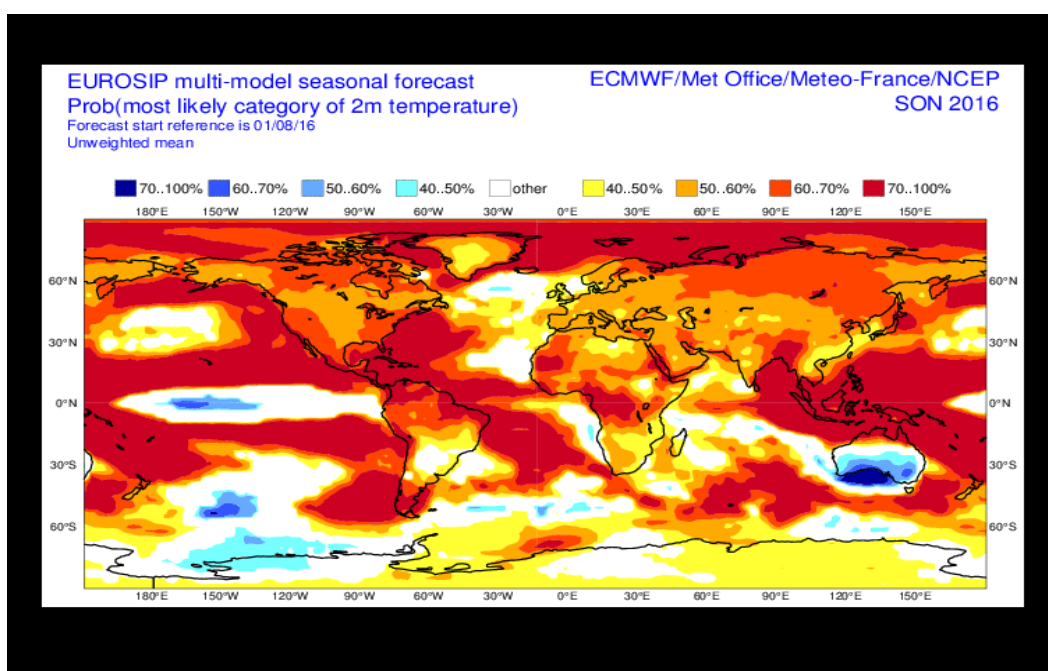 EUROSIP multi-model seasonal forecast
ECMWF/Met Office/Meteo-France/NCEP
Prob(most likely category of 2m temperature)
SON 2016
Forecast start reference is 01/08/16
Unweighted mean
70..100% 60..70% 50..60% 40..50% other 40..50% 50..60% 60..70% 70..100%
180°E 150°W 120°W 90°W 60°W 30°W 0°E 30°E 60°E 90°E 120°E 150°E
60°N 60°N
30°N 30°N
0°N 0°N
30°S 30°S
60°S 60°S
180°E 150°W 120°W 90°W 60°W 30°W 0°E 30°E 60°E 90°E 120°E 150°E